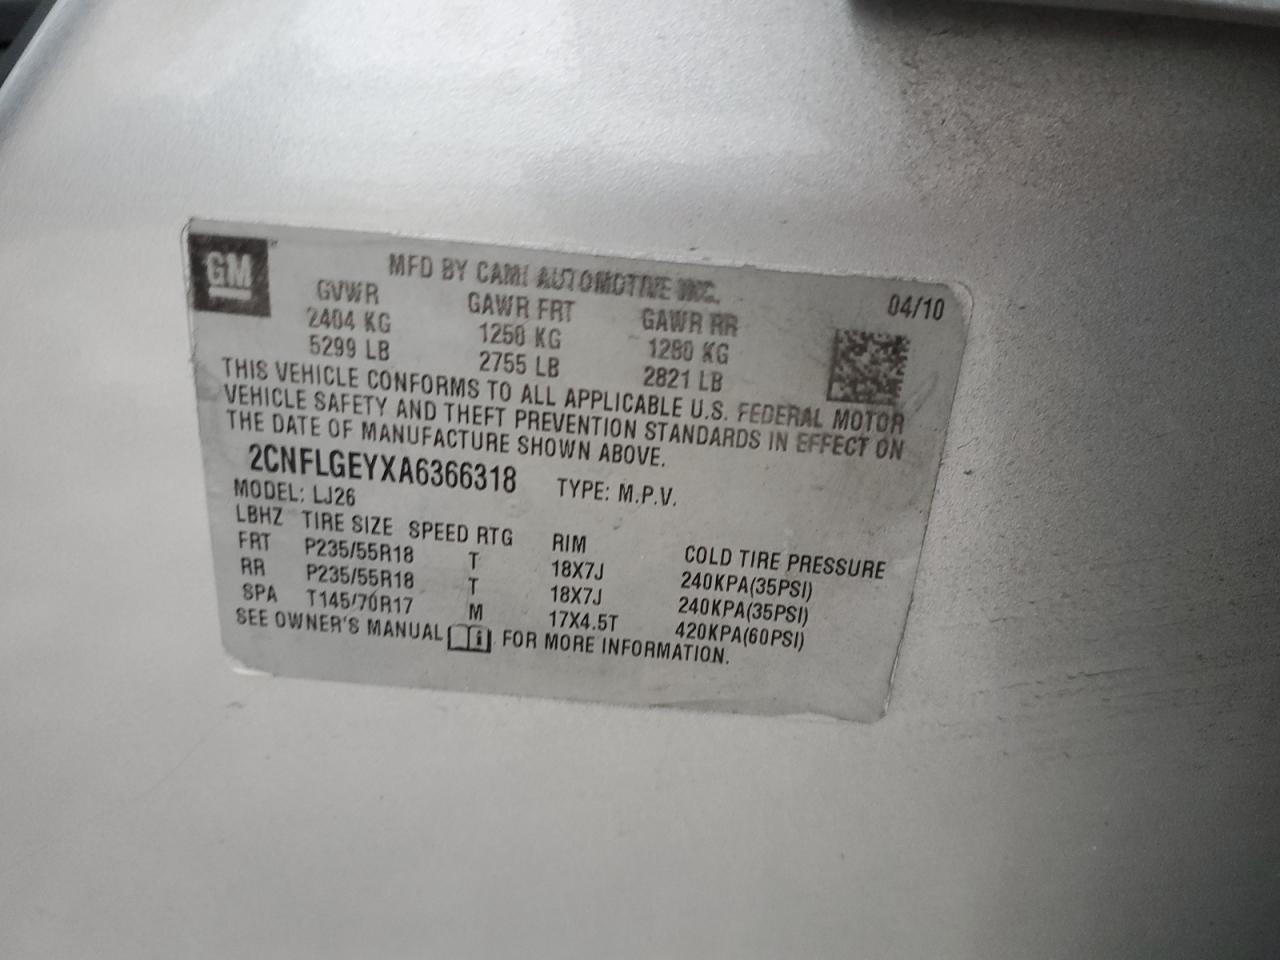 GM
MFD BY CAMI AUTOMOTIVE INC.
04/10
GVWR GAWR FRT GAWR RR
2404 KG 1250 KG 1280 KG
5299 LB 2755 LB 2821 LB
THIS VEHICLE CONFORMS TO ALL APPLICABLE U.S. FEDERAL MOTOR
VEHICLE SAFETY AND THEFT PREVENTION STANDARDS IN EFFECT ON
THE DATE OF MANUFACTURE SHOWN ABOVE.
2CNFLGEYXA6366318 TYPE: M.P.V.
MODEL: LJ26
LBHZ TIRE SIZE SPEED RTG RIM COLD TIRE PRESSURE
FRT P235/55R18 T 18X7J 240KPA(35PSI)
RR P235/55R18 T 18X7J 240KPA(35PSI)
SPA T145/70R17 M 17X4.5T 420KPA(60PSI)
SEE OWNER'S MANUAL i FOR MORE INFORMATION.